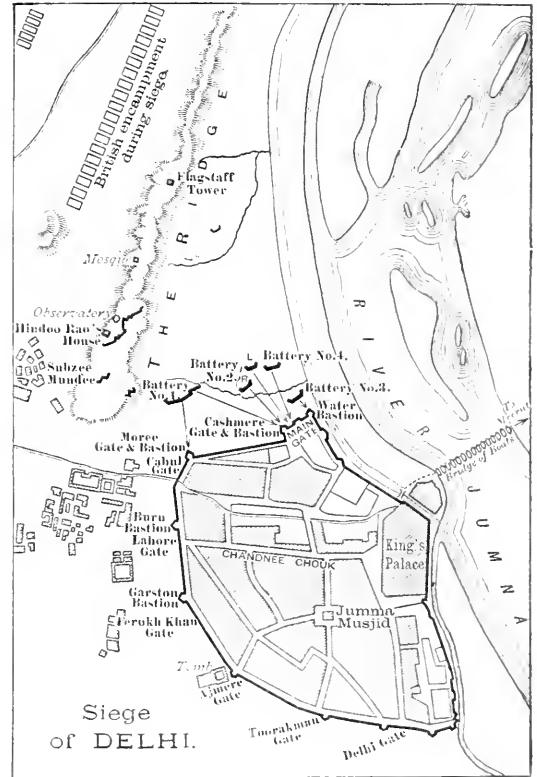 British encampment
during siege
THE RIDGE
Flagstaff
Tower
Mosque
Observatory
Hindoo Rao's
House
Subzee
Mundee
Battery
No.1.
Battery
No.2.
R
L
Battery No.4.
Battery No.3.
Water
Bastion
Cashmere
Gate & Bastion
MAIN
GATE
Moree
Gate & Bastion
Cabul
Gate
RIVER JUMNA
To
Bridge of Boats
Burn
Bastion
Lahore
Gate
CHANDNEE CHOUK
King's
Palace
Garston
Bastion
Ferokh Khan
Gate
Jumma
Musjid
Tomb
Ajmere
Gate
Toorakman
Gate
Delhi Gate
Siege
of DELHI.